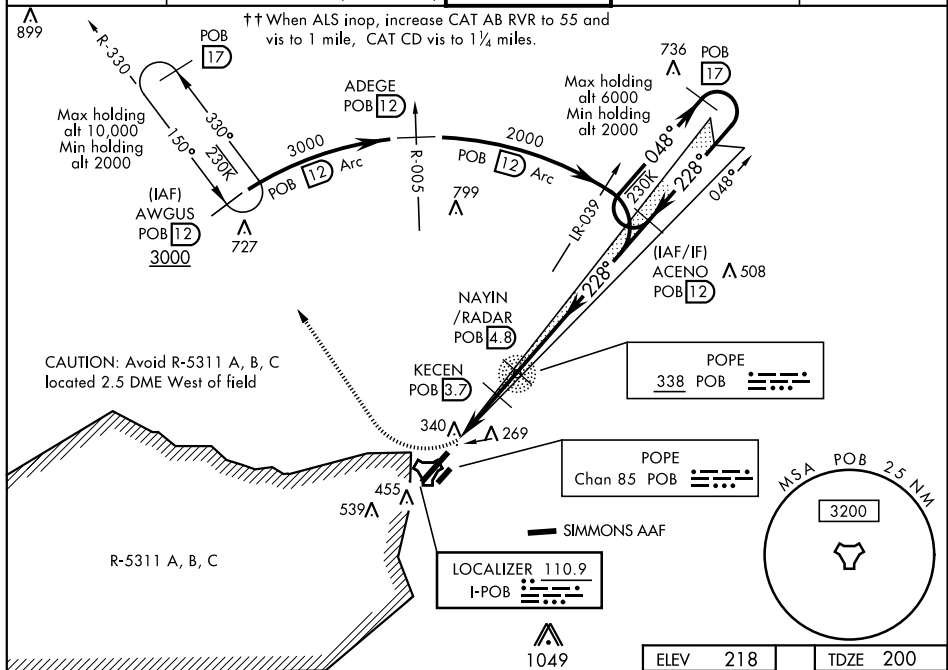 †† When ALS inop, increase CAT AB RVR to 55 and
vis to 1 mile, CAT CD vis to 1¼ miles.
899
R-330
POB
17
Max holding
alt 10,000
Min holding
alt 2000
150°
330°
230K
(IAF)
AWGUS
POB 12
3000
727
3000
POB 12 Arc
ADEGE
POB 12
R-005
2000
POB 12 Arc
799
736
POB
17
Max holding
alt 6000
Min holding
alt 2000
048°
230K
228°
048°
LR-039
228°
(IAF/IF)
ACENO
POB 12
508
NAYIN
/RADAR
POB 4.8
KECEN
POB 3.7
CAUTION: Avoid R-5311 A, B, C
located 2.5 DME West of field
POPE
338 POB
340
269
POPE
Chan 85 POB
455
539
SIMMONS AAF
R-5311 A, B, C
LOCALIZER 110.9
I-POB
1049
MSA POB 25 NM
3200
ELEV 218
TDZE 200